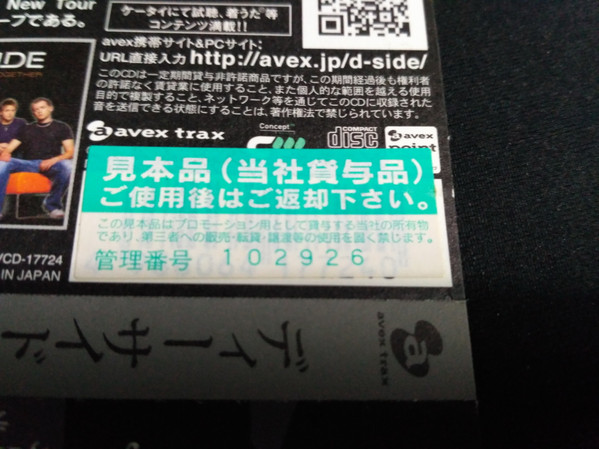 New Tour
ープである。
ケータイにて試聴、着うた®等
コンテンツ満載!!
avex携帯サイト&PCサイト:
URL直接入力 http://avex.jp/d-side/
このCDは一定期間貸与非許諾商品ですが、この期間経過後も権利者
の許諾なく賃貸業に使用すること、また個人的な範囲を越える使用
目的で複製すること、ネットワーク等を通じてこのCDに収録された
音を送信できる状態にすることは、著作権法で禁じられています。
SIDE
OGETHER
a avex trax
Concept
COMPACT
disc
a avex
point
見本品(当社貸与品)
ご使用後はご返却下さい。
この見本品はプロモーション用として貸与する当社の所有物
であり、第三者への販売・転貸・譲渡等の使用を固く禁じます。
管理番号 102926
VCD-17724
IN JAPAN
ディーサイド
avex trax